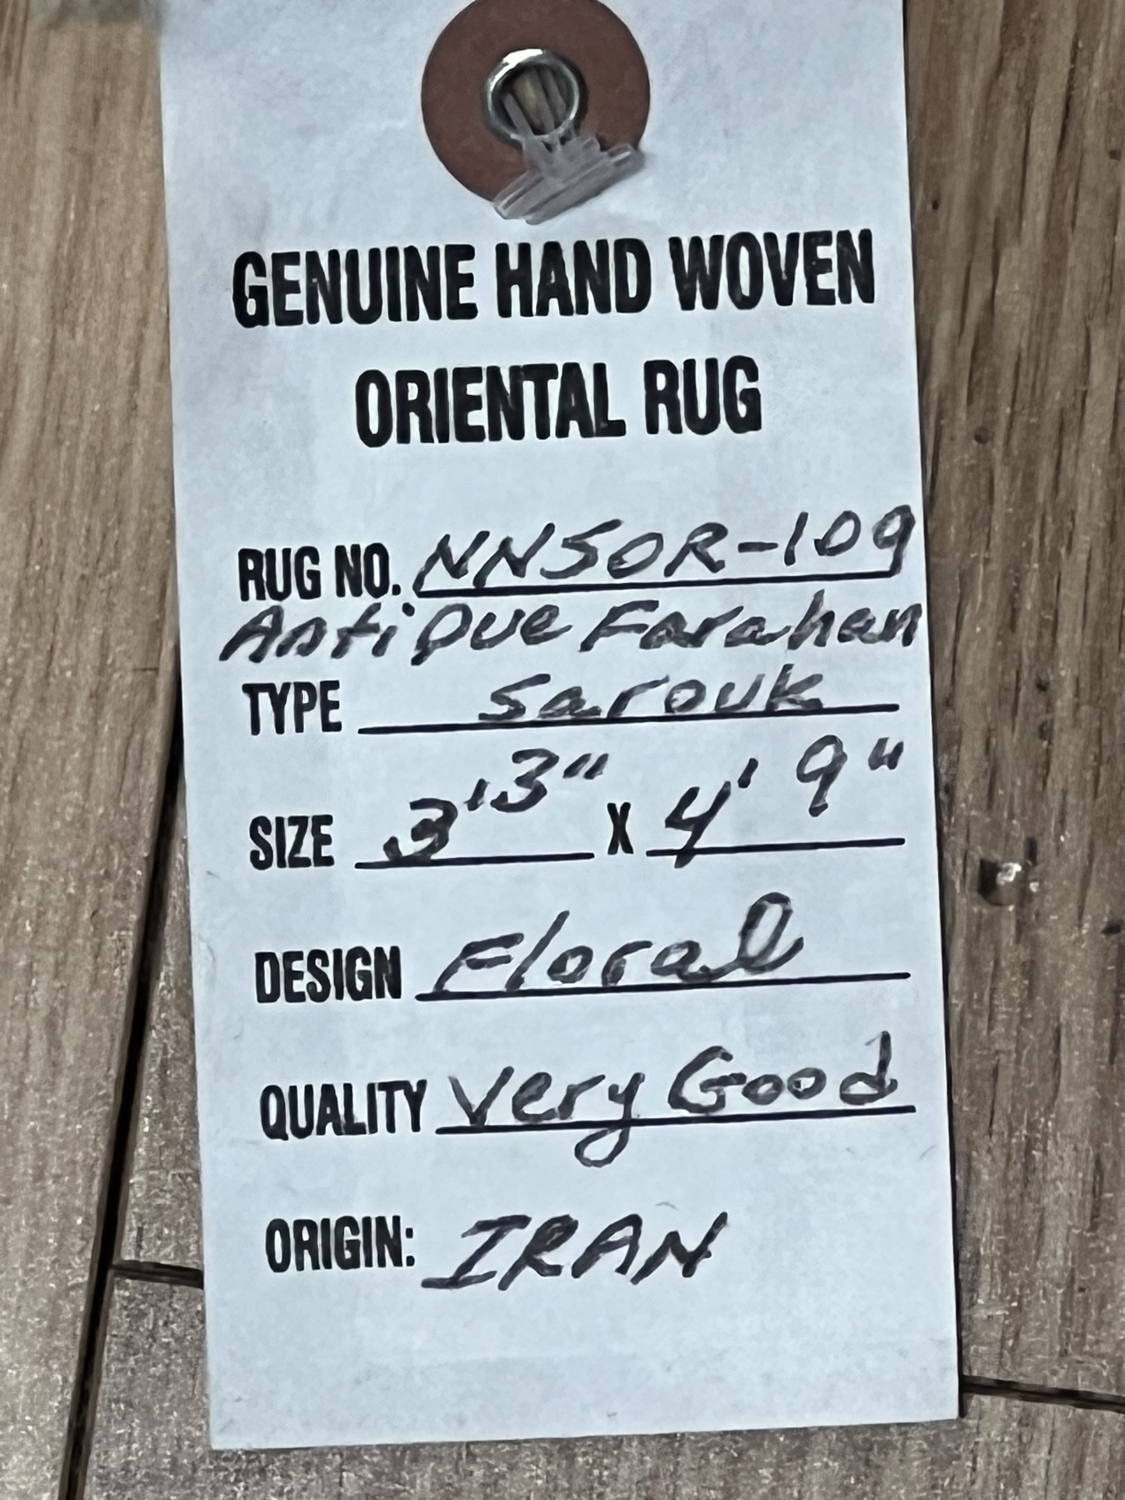 GENUINE HAND WOVEN
ORIENTAL RUG
RUG NO. NNSOR-109
Antique Farahan
TYPE Sarouk
SIZE 3'3" X 4' 9"
DESIGN Floral
QUALITY Very Good
ORIGIN: IRAN